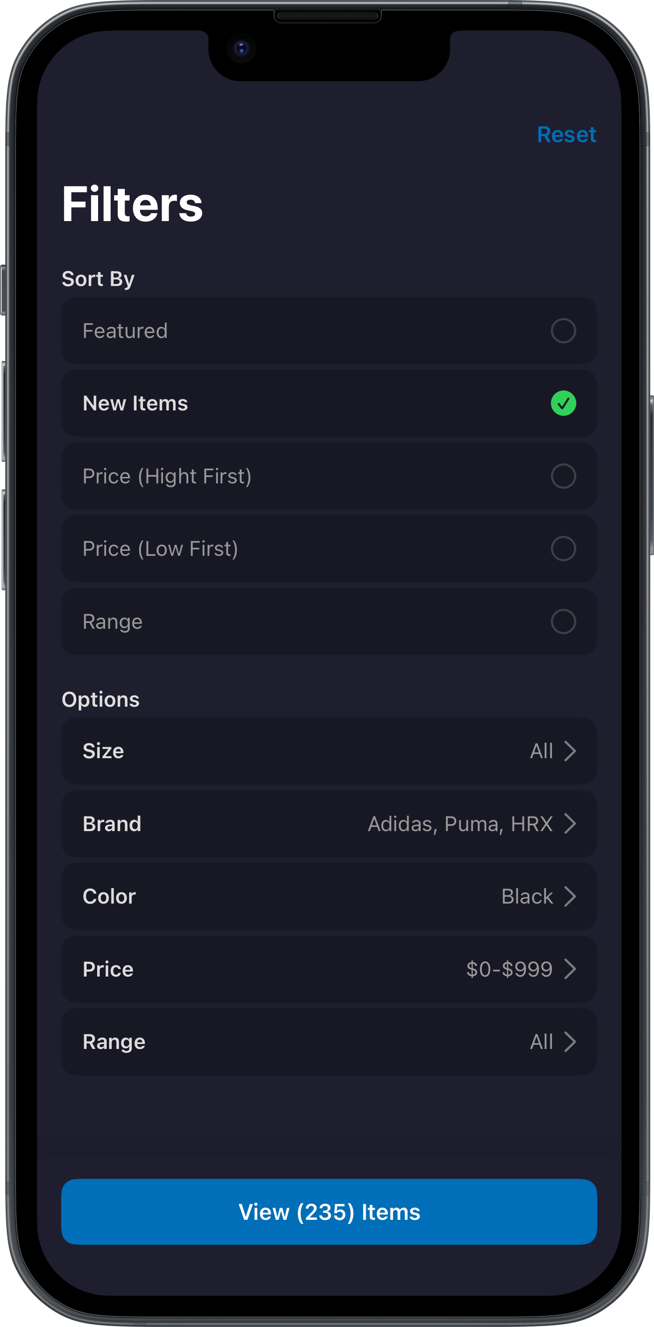 Reset
Filters
Sort By
Featured
New Items
Price (Hight First)
Price (Low First)
Range
Options
Size All
Brand Adidas, Puma, HRX
Color Black
Price $0-$999
Range All
View (235) Items